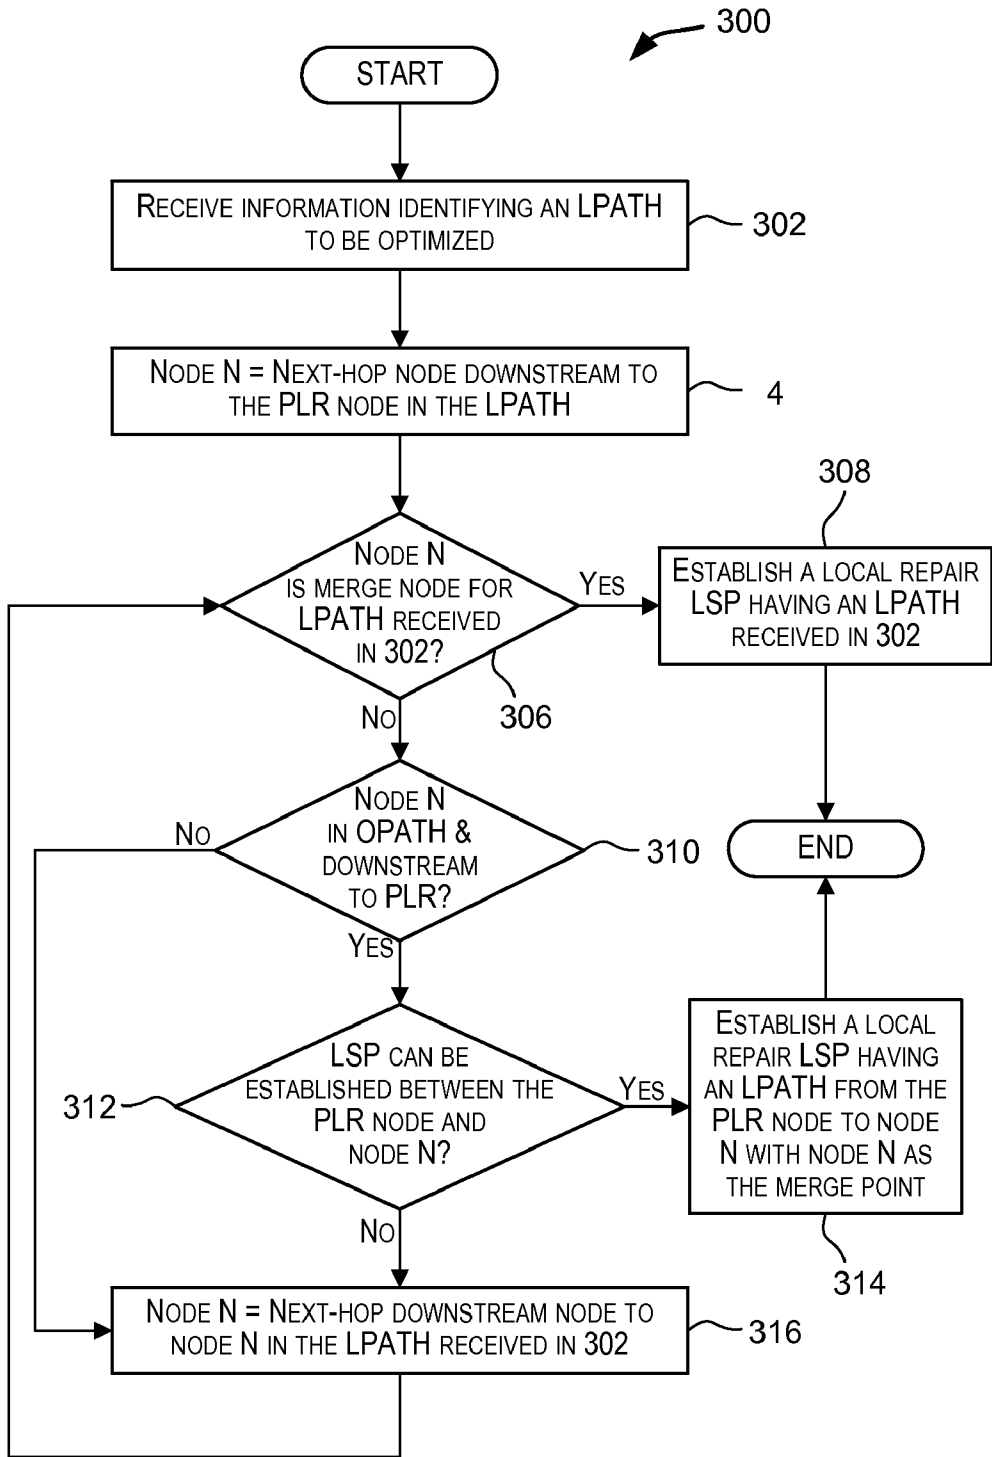 300
START
RECEIVE INFORMATION IDENTIFYING AN LPATH
TO BE OPTIMIZED
302
NODE N = NEXT-HOP NODE DOWNSTREAM TO
THE PLR NODE IN THE LPATH
4
NODE N
IS MERGE NODE FOR
LPATH RECEIVED
IN 302?
306
YES
308
ESTABLISH A LOCAL REPAIR
LSP HAVING AN LPATH
RECEIVED IN 302
NO
NODE N
IN OPATH &
DOWNSTREAM
TO PLR?
310
NO
END
YES
LSP CAN BE
ESTABLISHED BETWEEN THE
PLR NODE AND
NODE N?
312
YES
ESTABLISH A LOCAL
REPAIR LSP HAVING
AN LPATH FROM THE
PLR NODE TO NODE
N WITH NODE N AS
THE MERGE POINT
314
NO
NODE N = NEXT-HOP DOWNSTREAM NODE TO
NODE N IN THE LPATH RECEIVED IN 302
316